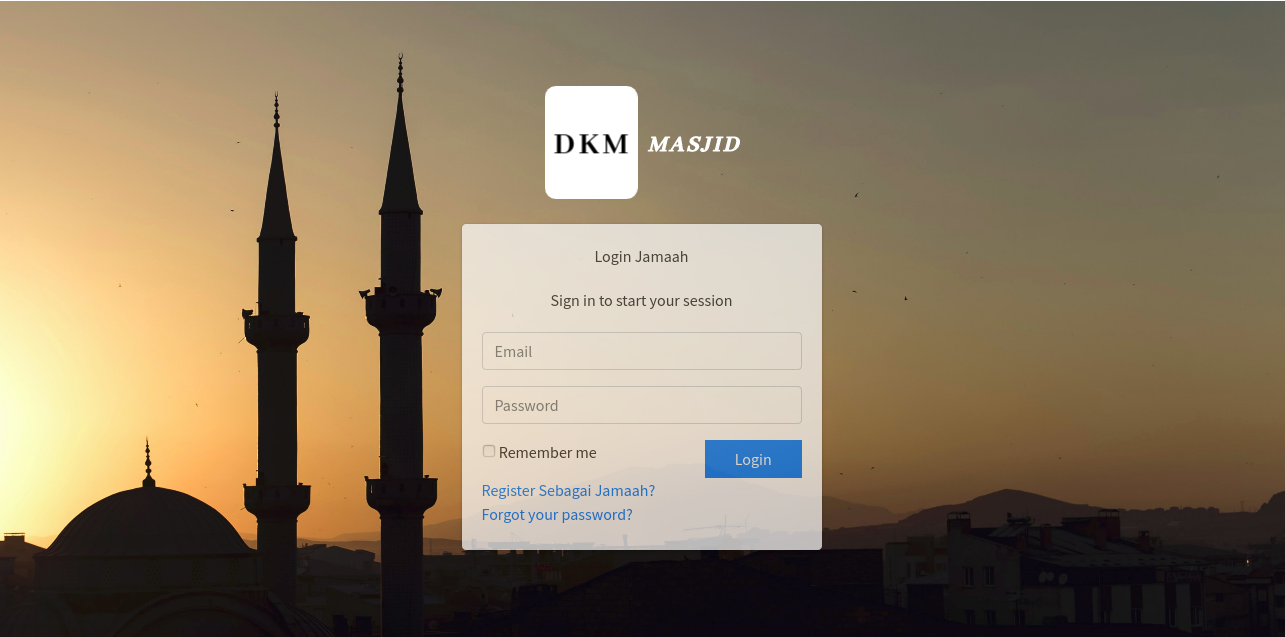 DKM MASJID
Login Jamaah
Sign in to start your session
Email
Password
Remember me
Login
Register Sebagai Jamaah?
Forgot your password?